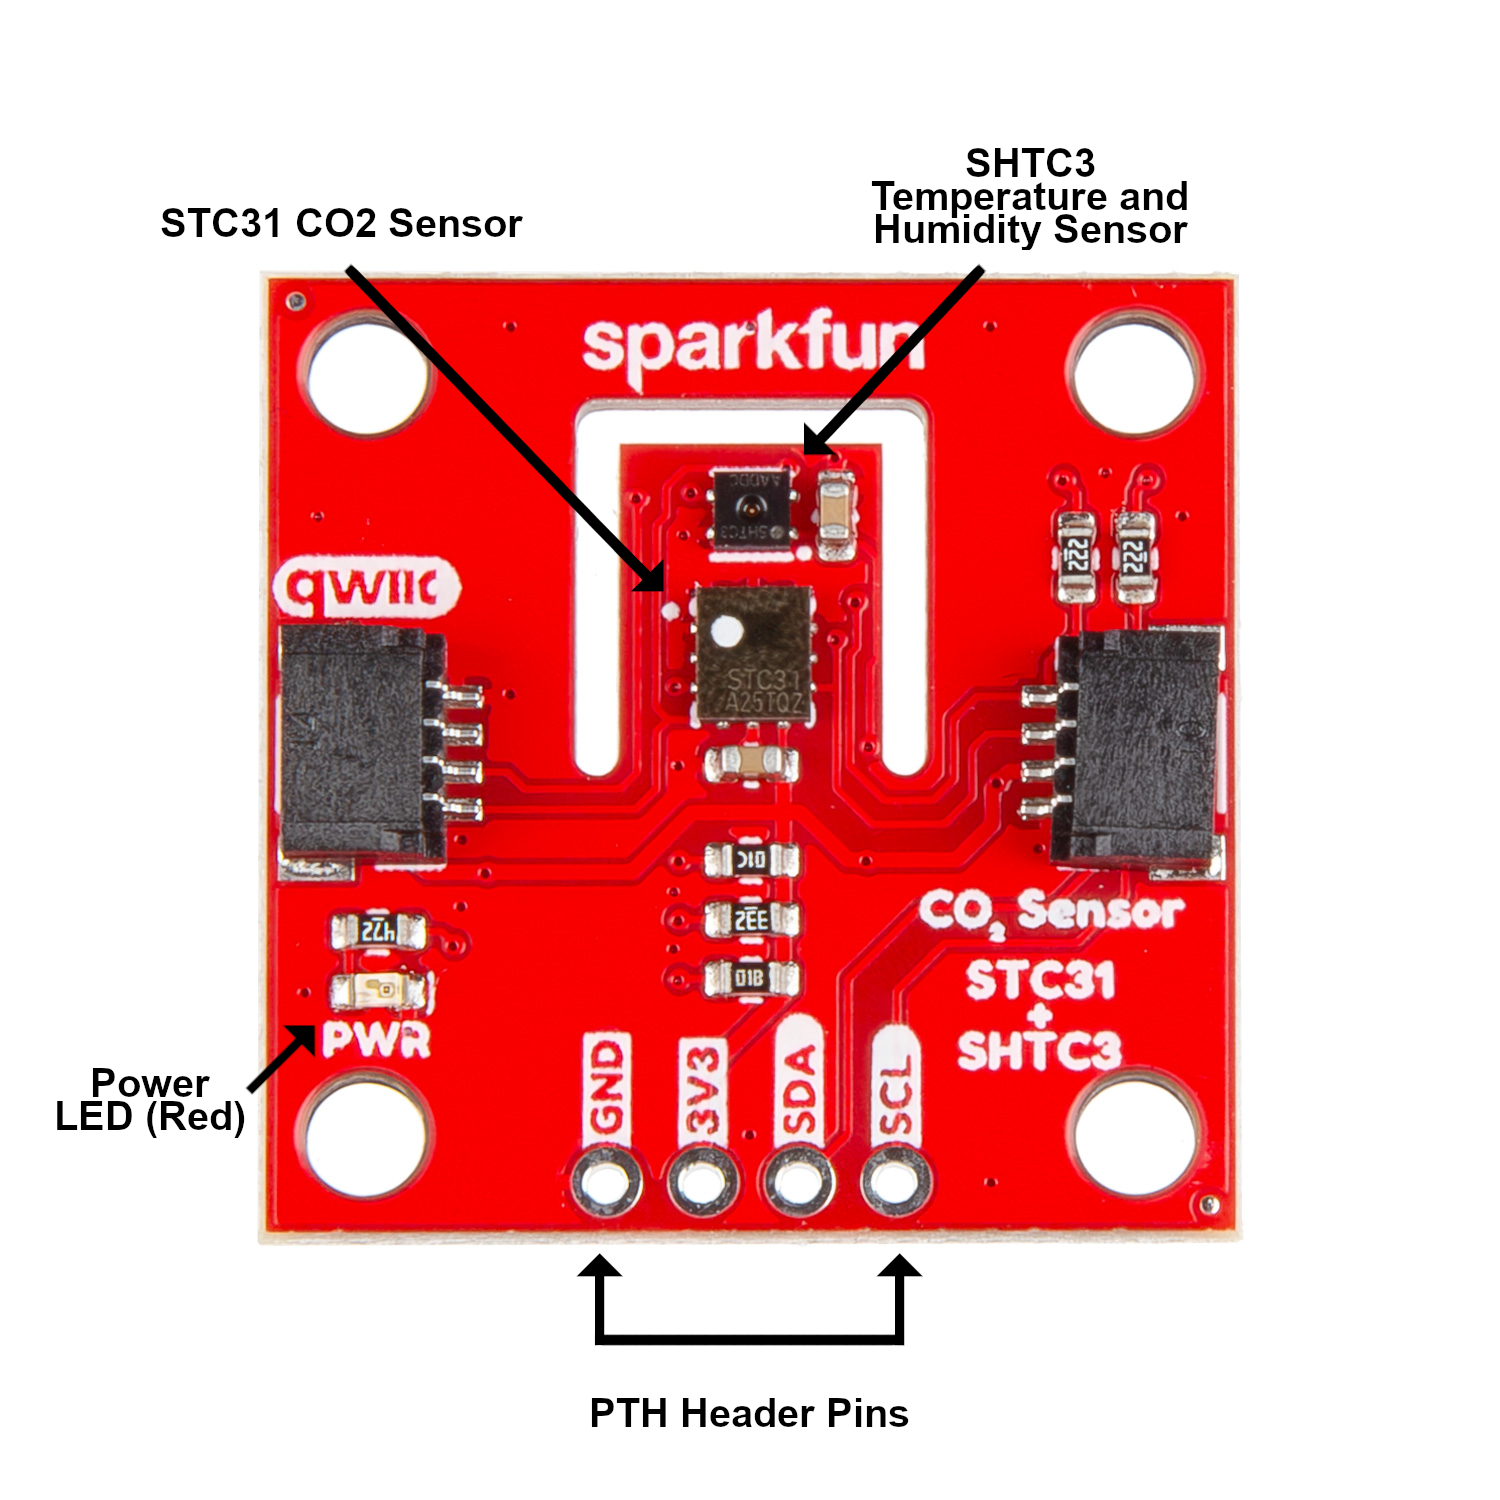 SHTC3
Temperature and
Humidity Sensor
STC31 CO2 Sensor
sparkfun
AADDC
SHTC3
222
222
qwiic
STC31
A25TQZ
01C
472
33E
01B
CO2 Sensor
STC31
+
SHTC3
PWR
Power
LED (Red)
GND
3V3
SDA
SCL
PTH Header Pins